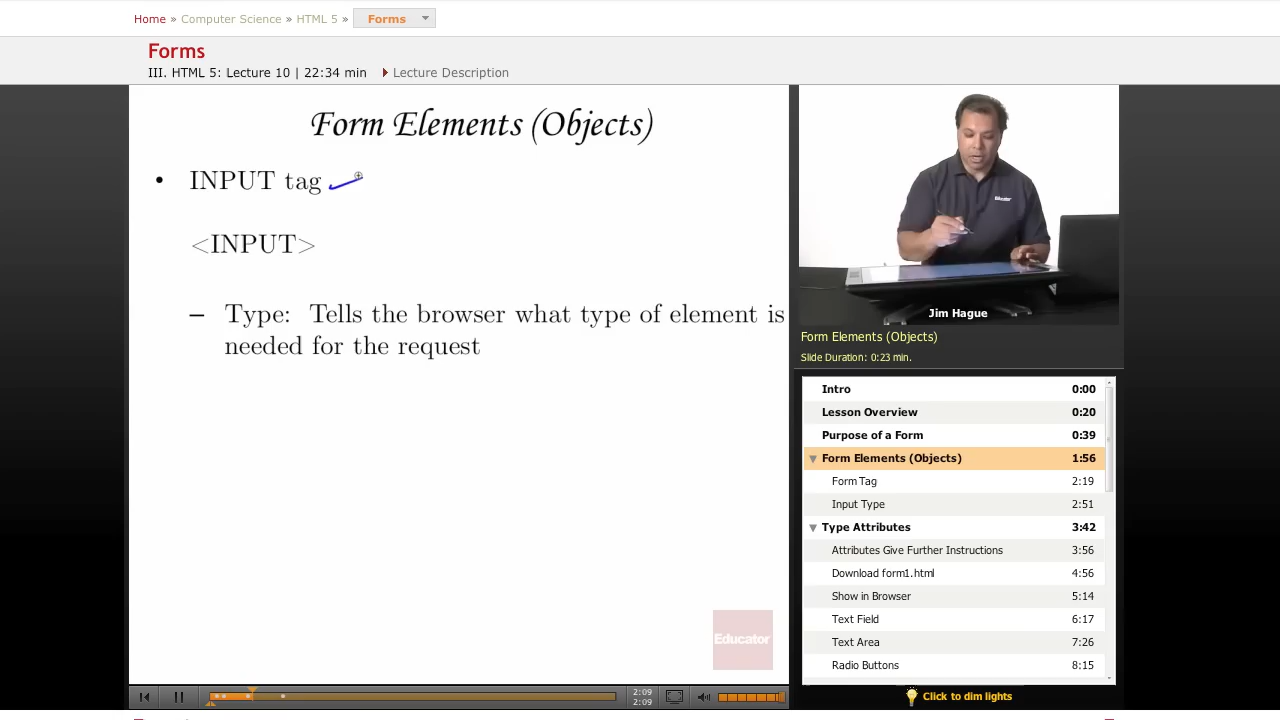 Home » Computer Science » HTML 5 » Forms
Forms
III. HTML 5: Lecture 10 | 22:34 min Lecture Description
Form Elements (Objects)
• INPUT tag
<INPUT>
– Type: Tells the browser what type of element is
needed for the request
Educator
2:09
2:09
Educator
Jim Hague
Form Elements (Objects)
Slide Duration: 0:23 min.
Intro 0:00
Lesson Overview 0:20
Purpose of a Form 0:39
Form Elements (Objects) 1:56
Form Tag 2:19
Input Type 2:51
Type Attributes 3:42
Attributes Give Further Instructions 3:56
Download form1.html 4:56
Show in Browser 5:14
Text Field 6:17
Text Area 7:26
Radio Buttons 8:15
Click to dim lights